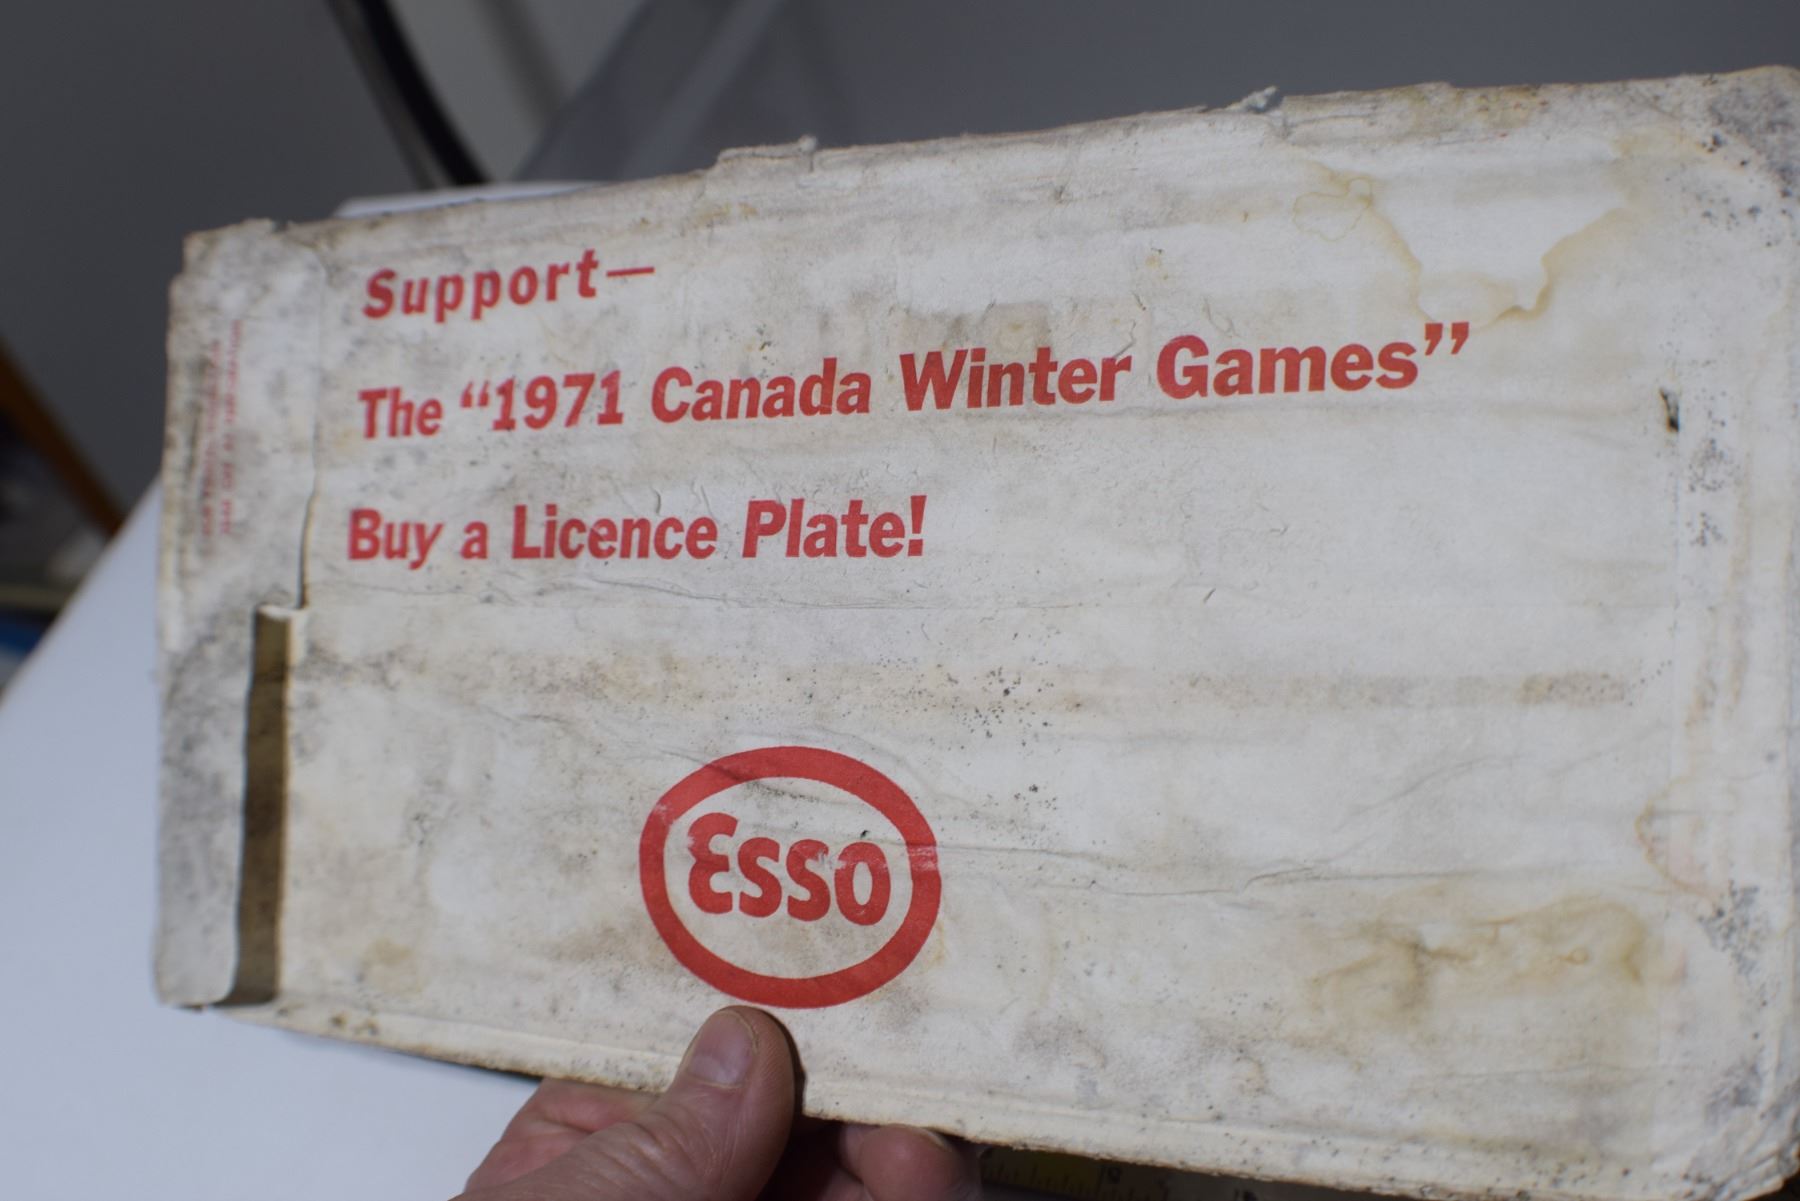 Support—
The “1971 Canada Winter Games”
Buy a Licence Plate!
Esso